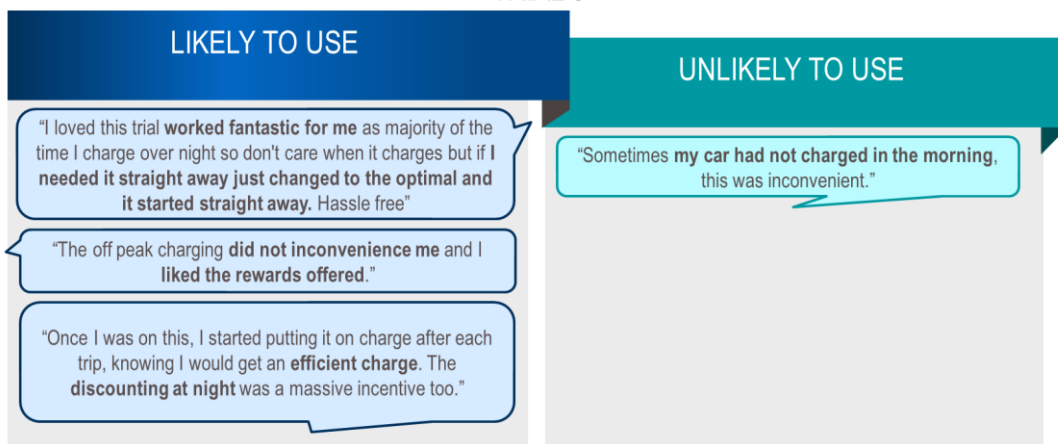 LIKELY TO USE
“I loved this trial worked fantastic for me as majority of the
time I charge over night so don't care when it charges but if I
needed it straight away just changed to the optimal and
it started straight away. Hassle free”
“The off peak charging did not inconvenience me and I
liked the rewards offered.”
“Once I was on this, I started putting it on charge after each
trip, knowing I would get an efficient charge. The
discounting at night was a massive incentive too.”
UNLIKELY TO USE
“Sometimes my car had not charged in the morning,
this was inconvenient.”